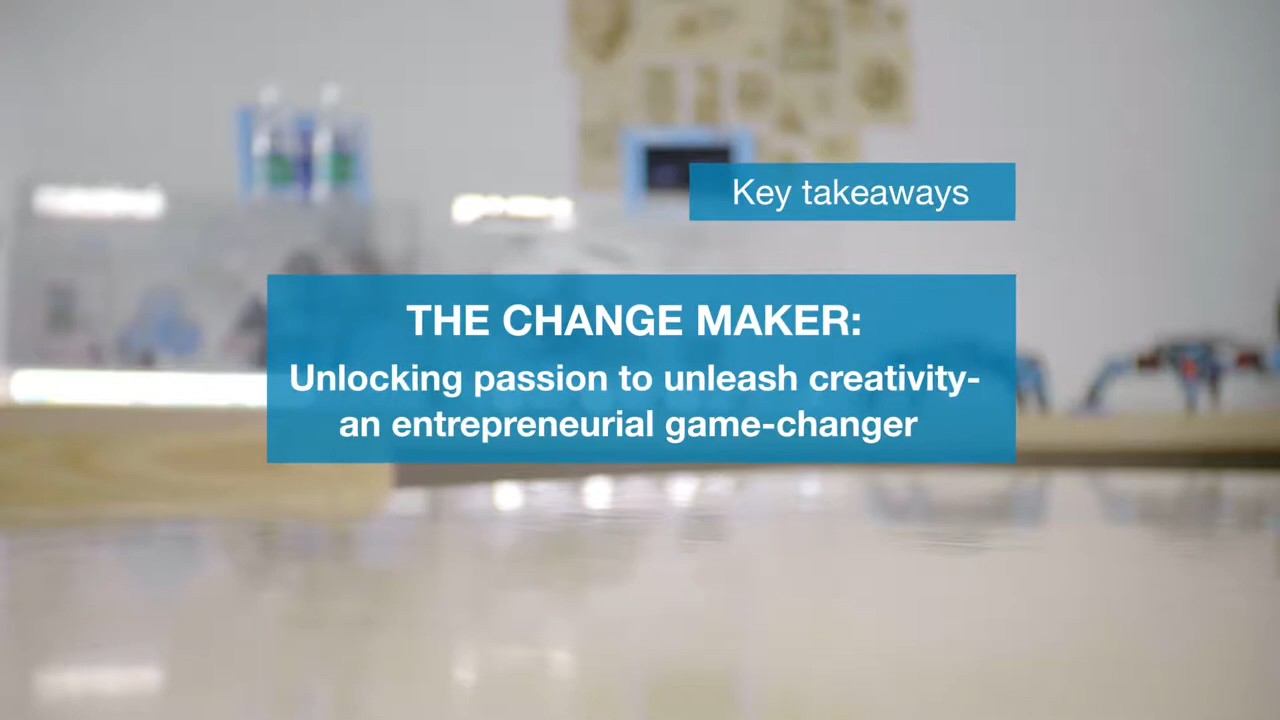 Key takeaways
THE CHANGE MAKER:
Unlocking passion to unleash creativity-
an entrepreneurial game-changer